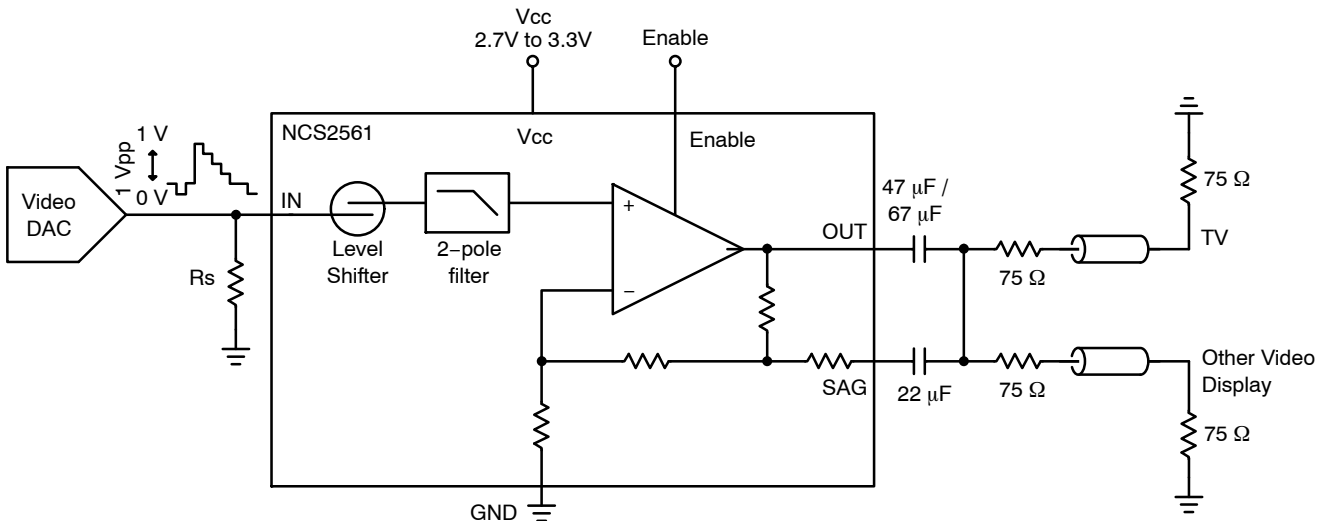 Vcc
2.7V to 3.3V
Enable
NCS2561
Vcc
Enable
1 Vpp
1 V
0 V
Video
DAC
IN
Rs
Level
Shifter
2−pole
filter
+
−
OUT
SAG
GND
47 μF /
67 μF
22 μF
75 Ω
75 Ω
TV
75 Ω
Other Video
Display
75 Ω